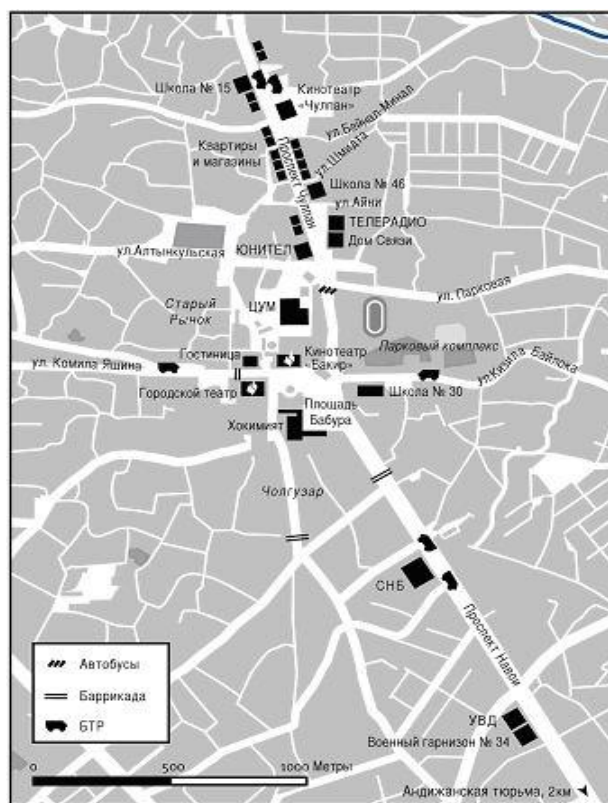 Школа № 15
Кинотеатр
«Чулпан»
ул.Байнал-Минал
Квартиры
и магазины
Проспект Чулпан
ул.Шмидта
Школа № 46
ул.Айни
ТЕЛЕРАДИО
Дом Связи
ул.Алтынкульская
ЮНИТЕЛ
ул. Парковая
ЦУМ
Старый
Рынок
Парковый комплекс
ул. Комила Яшина
Гостиница
Кинотеатр
«Бакир»
ул.Кизила Байлока
Городской театр
Школа № 30
Площадь
Бабура
Хокимият
Чолгузар
СНБ
Проспект Навои
УВД
Военный гарнизон № 34
Автобусы
Баррикада
БТР
0 500 1000 Метры
Андижанская тюрьма, 2км